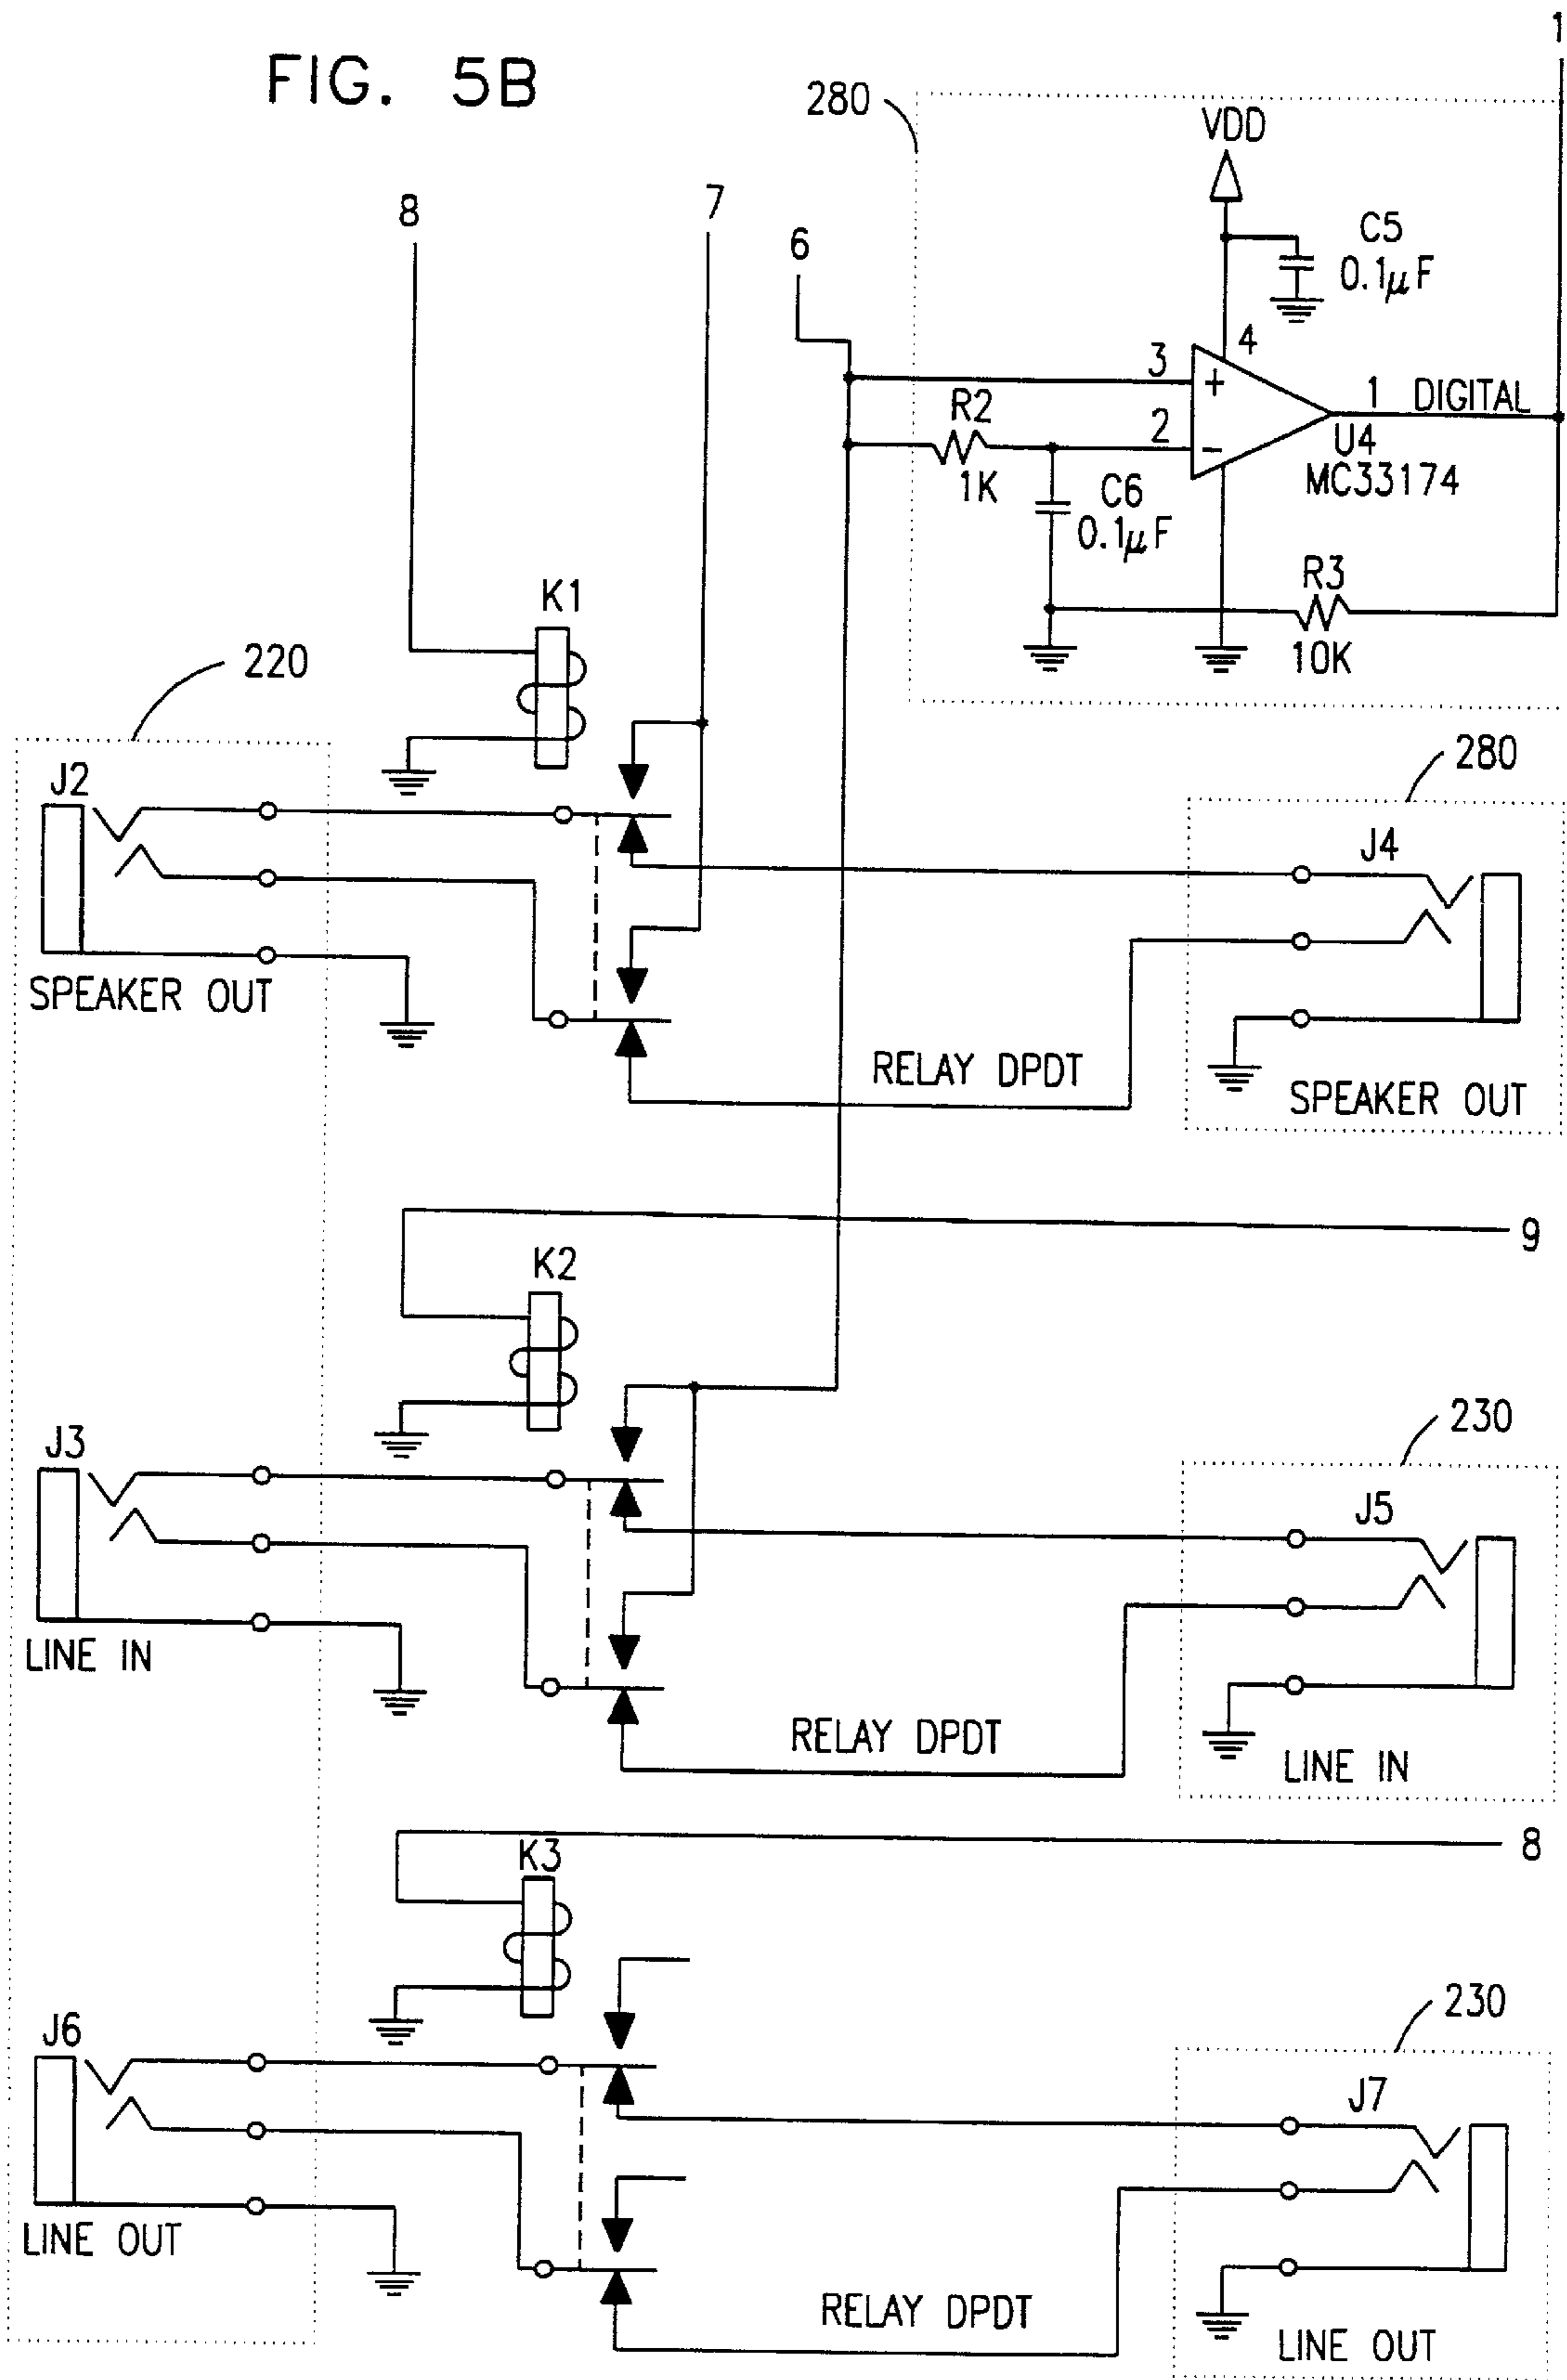 FIG. 5B
1
280
VDD
8
7
6
C5
0.1μF
4
3
+
1 DIGITAL
R2
2
-
U4
MC33174
1K
C6
0.1μF
R3
10K
K1
220
280
J2
J4
SPEAKER OUT
RELAY DPDT
SPEAKER OUT
9
K2
230
J3
J5
LINE IN
RELAY DPDT
LINE IN
8
K3
230
J6
J7
LINE OUT
RELAY DPDT
LINE OUT